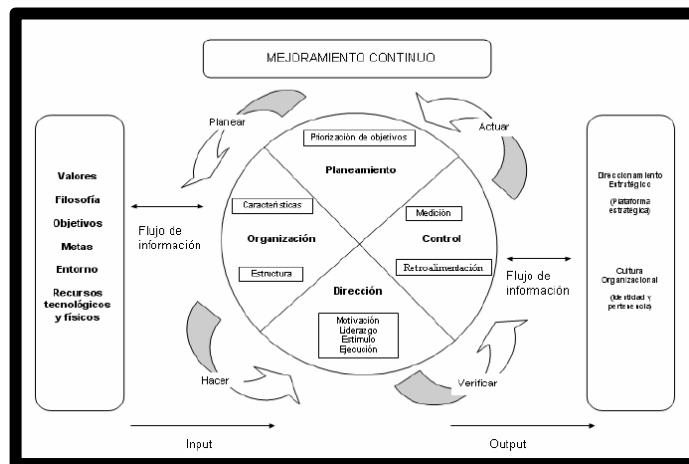 MEJORAMIENTO CONTINUO
Planear
Actuar
Priorización de objetivos
Planeamiento
Valores
Filosofía
Objetivos
Metas
Entorno
Recursos
tecnológicos
y físicos
Flujo de
información
Características
Organización
Estructura
Medición
Control
Retroalimentación
Dirección
Motivación
Liderazgo
Estímulo
Ejecución
Flujo de
información
Direccionamiento
Estratégico
(Plataforma
estratégica)
Cultura
Organizacional
(Identidad y
pertenencia)
Hacer
Verificar
Input
Output